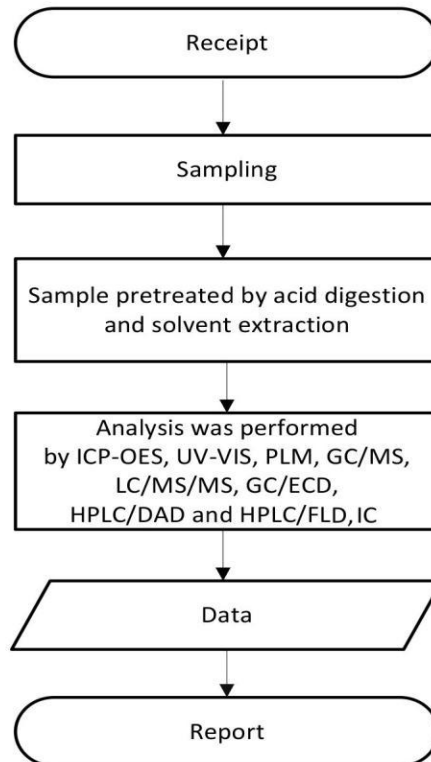 Receipt
Sampling
Sample pretreated by acid digestion
and solvent extraction
Analysis was performed
by ICP-OES, UV-VIS, PLM, GC/MS,
LC/MS/MS, GC/ECD,
HPLC/DAD and HPLC/FLD, IC
Data
Report